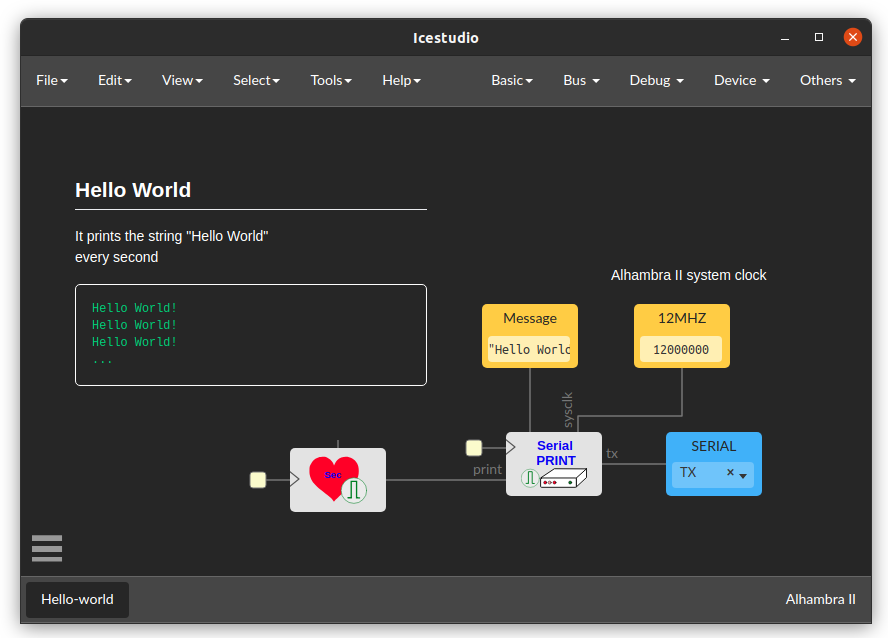 Icestudio
File Edit View Select Tools Help Basic Bus Debug Device Others
Hello World
It prints the string "Hello World"
every second
Hello World!
Hello World!
Hello World!
...
Alhambra II system clock
Message
"Hello World
12MHZ
12000000
sysclk
Sec
print
Serial
PRINT
tx
SERIAL
TX ×
Hello-world
Alhambra II